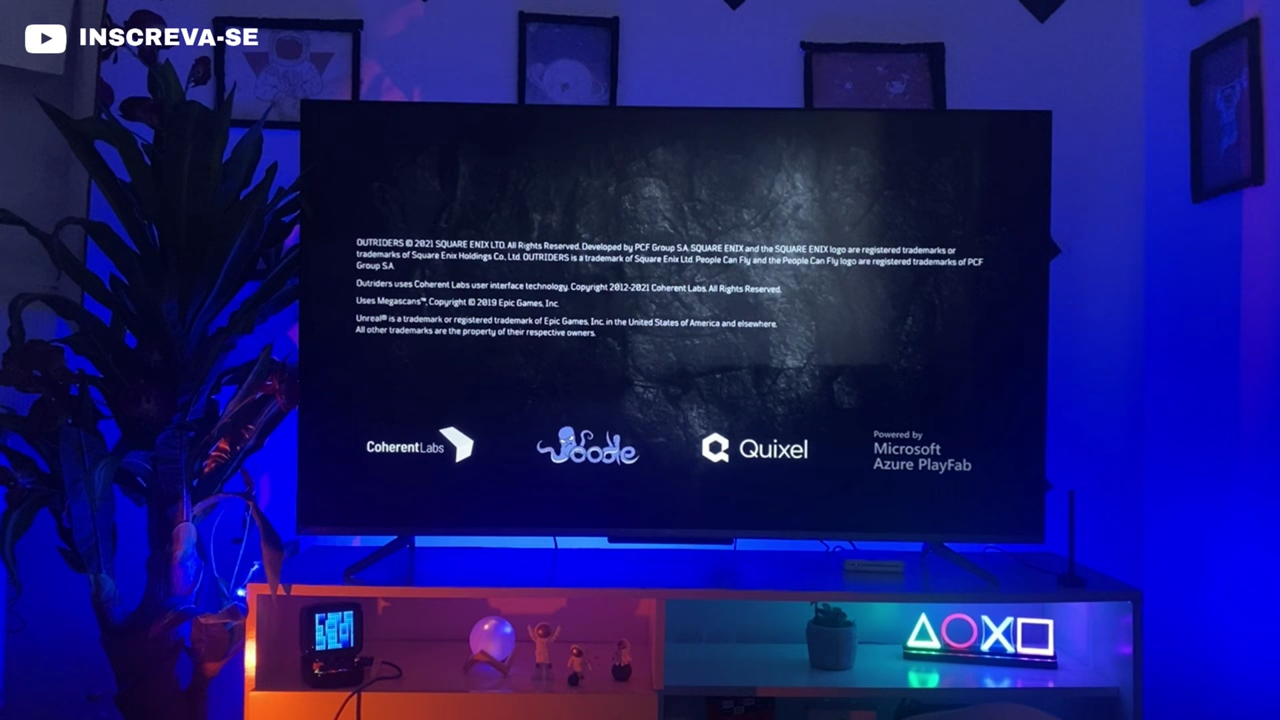 INSCREVA-SE
OUTRIDERS © 2021 SQUARE ENIX LTD. All Rights Reserved. Developed by PCF Group S.A. SQUARE ENIX and the SQUARE ENIX logo are registered trademarks or
trademarks of Square Enix Holdings Co., Ltd. OUTRIDERS is a trademark of Square Enix Ltd. People Can Fly and the People Can Fly logo are registered trademarks of PCF
Group S.A.
Outriders uses Coherent Labs user interface technology. Copyright 2012-2021 Coherent Labs. All Rights Reserved.
Uses Megascans™, Copyright © 2019 Epic Games, Inc.
Unreal® is a trademark or registered trademark of Epic Games, Inc. in the United States of America and elsewhere.
All other trademarks are the property of their respective owners.
CoherentLabs
Oodle
Quixel
Powered by
Microsoft
Azure PlayFab